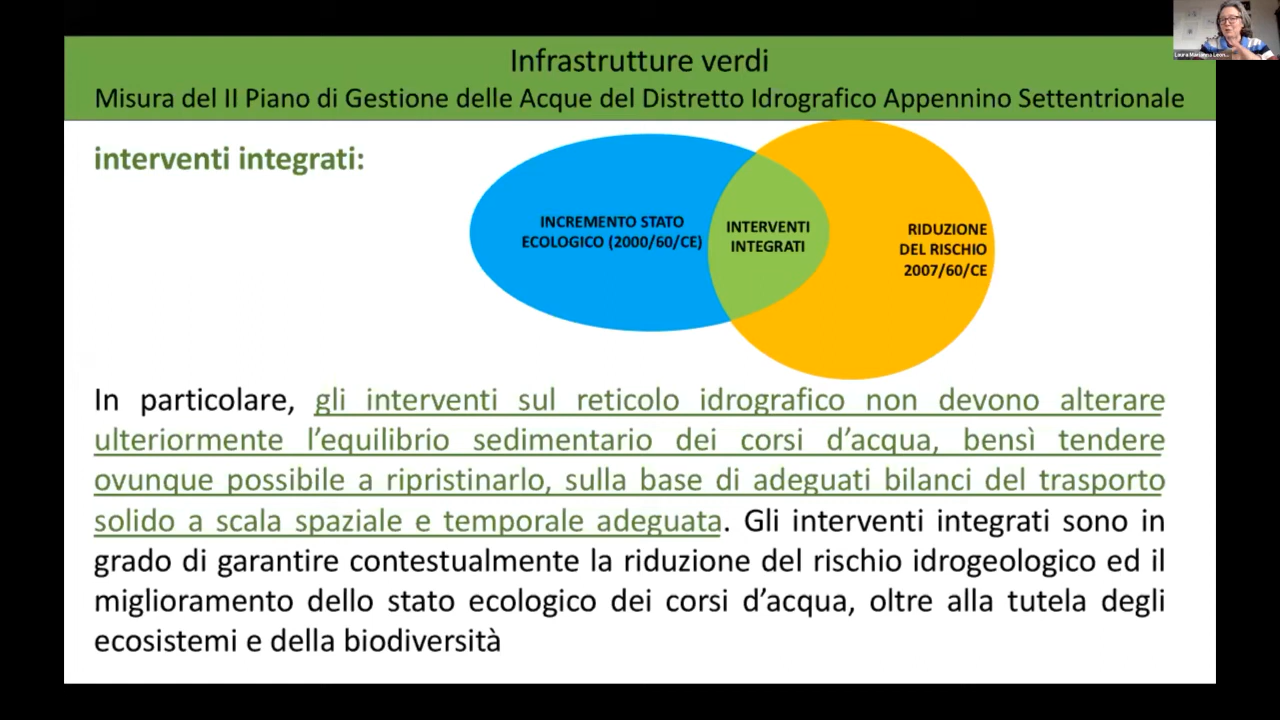 Infrastrutture verdi
Misura del II Piano di Gestione delle Acque del Distretto Idrografico Appennino Settentrionale
interventi integrati:
INCREMENTO STATO
ECOLOGICO (2000/60/CE)
INTERVENTI
INTEGRATI
RIDUZIONE
DEL RISCHIO
2007/60/CE
In particolare, gli interventi sul reticolo idrografico non devono alterare
ulteriormente l’equilibrio sedimentario dei corsi d’acqua, bensì tendere
ovunque possibile a ripristinarlo, sulla base di adeguati bilanci del trasporto
solido a scala spaziale e temporale adeguata. Gli interventi integrati sono in
grado di garantire contestualmente la riduzione del rischio idrogeologico ed il
miglioramento dello stato ecologico dei corsi d’acqua, oltre alla tutela degli
ecosistemi e della biodiversità